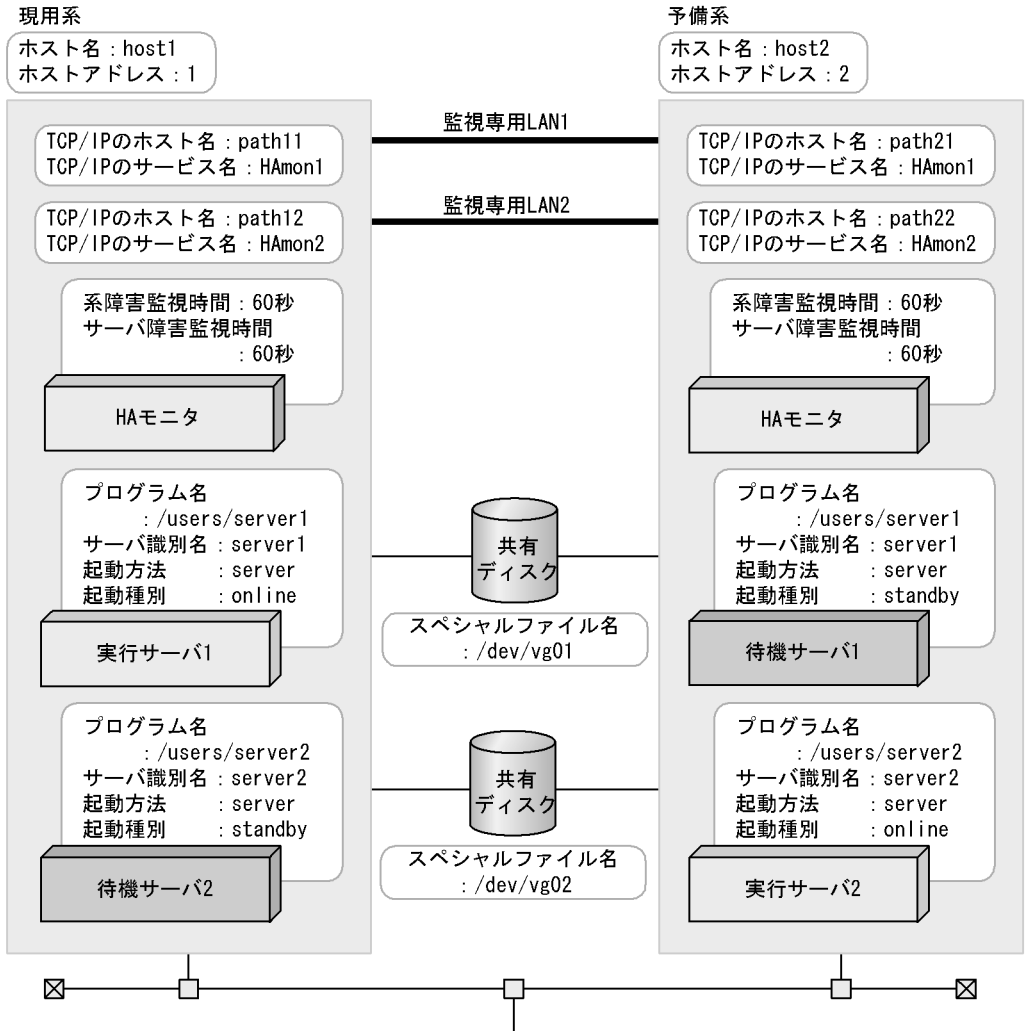 現用系
ホスト名：host1
ホストアドレス：1
予備系
ホスト名：host2
ホストアドレス：2
監視専用LAN1
監視専用LAN2
TCP/IPのホスト名：path11
TCP/IPのサービス名：HAmon1
TCP/IPのホスト名：path12
TCP/IPのサービス名：HAmon2
系障害監視時間：60秒
サーバ障害監視時間
：60秒
HAモニタ
プログラム名
：/users/server1
サーバ識別名：server1
起動方法　　：server
起動種別　　：online
実行サーバ1
プログラム名
：/users/server2
サーバ識別名：server2
起動方法　　：server
起動種別　　：standby
待機サーバ2
共有
ディスク
スペシャルファイル名
：/dev/vg01
共有
ディスク
スペシャルファイル名
：/dev/vg02
TCP/IPのホスト名：path21
TCP/IPのサービス名：HAmon1
TCP/IPのホスト名：path22
TCP/IPのサービス名：HAmon2
系障害監視時間：60秒
サーバ障害監視時間
：60秒
HAモニタ
プログラム名
：/users/server1
サーバ識別名：server1
起動方法　　：server
起動種別　　：standby
待機サーバ1
プログラム名
：/users/server2
サーバ識別名：server2
起動方法　　：server
起動種別　　：online
実行サーバ2